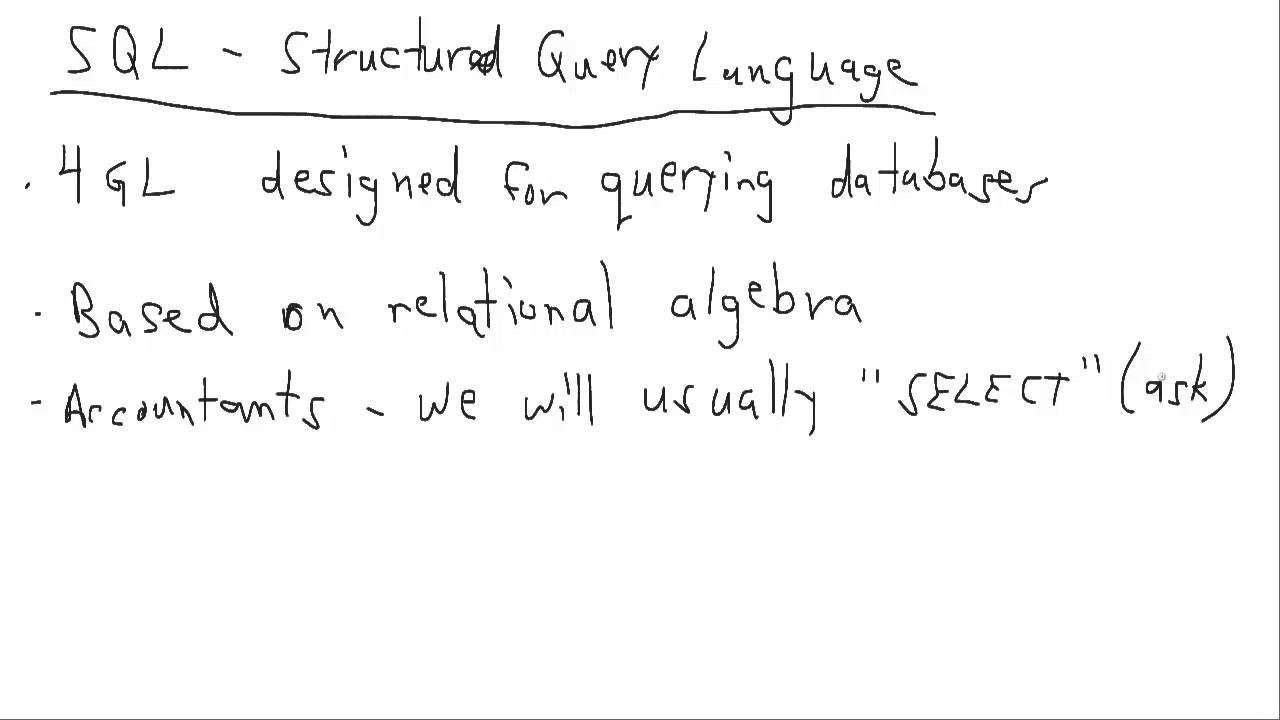 SQL - Structured Query Language
· 4GL designed for querying databases
· Based on relational algebra
- Accountants - we will usually "SELECT" (ask)